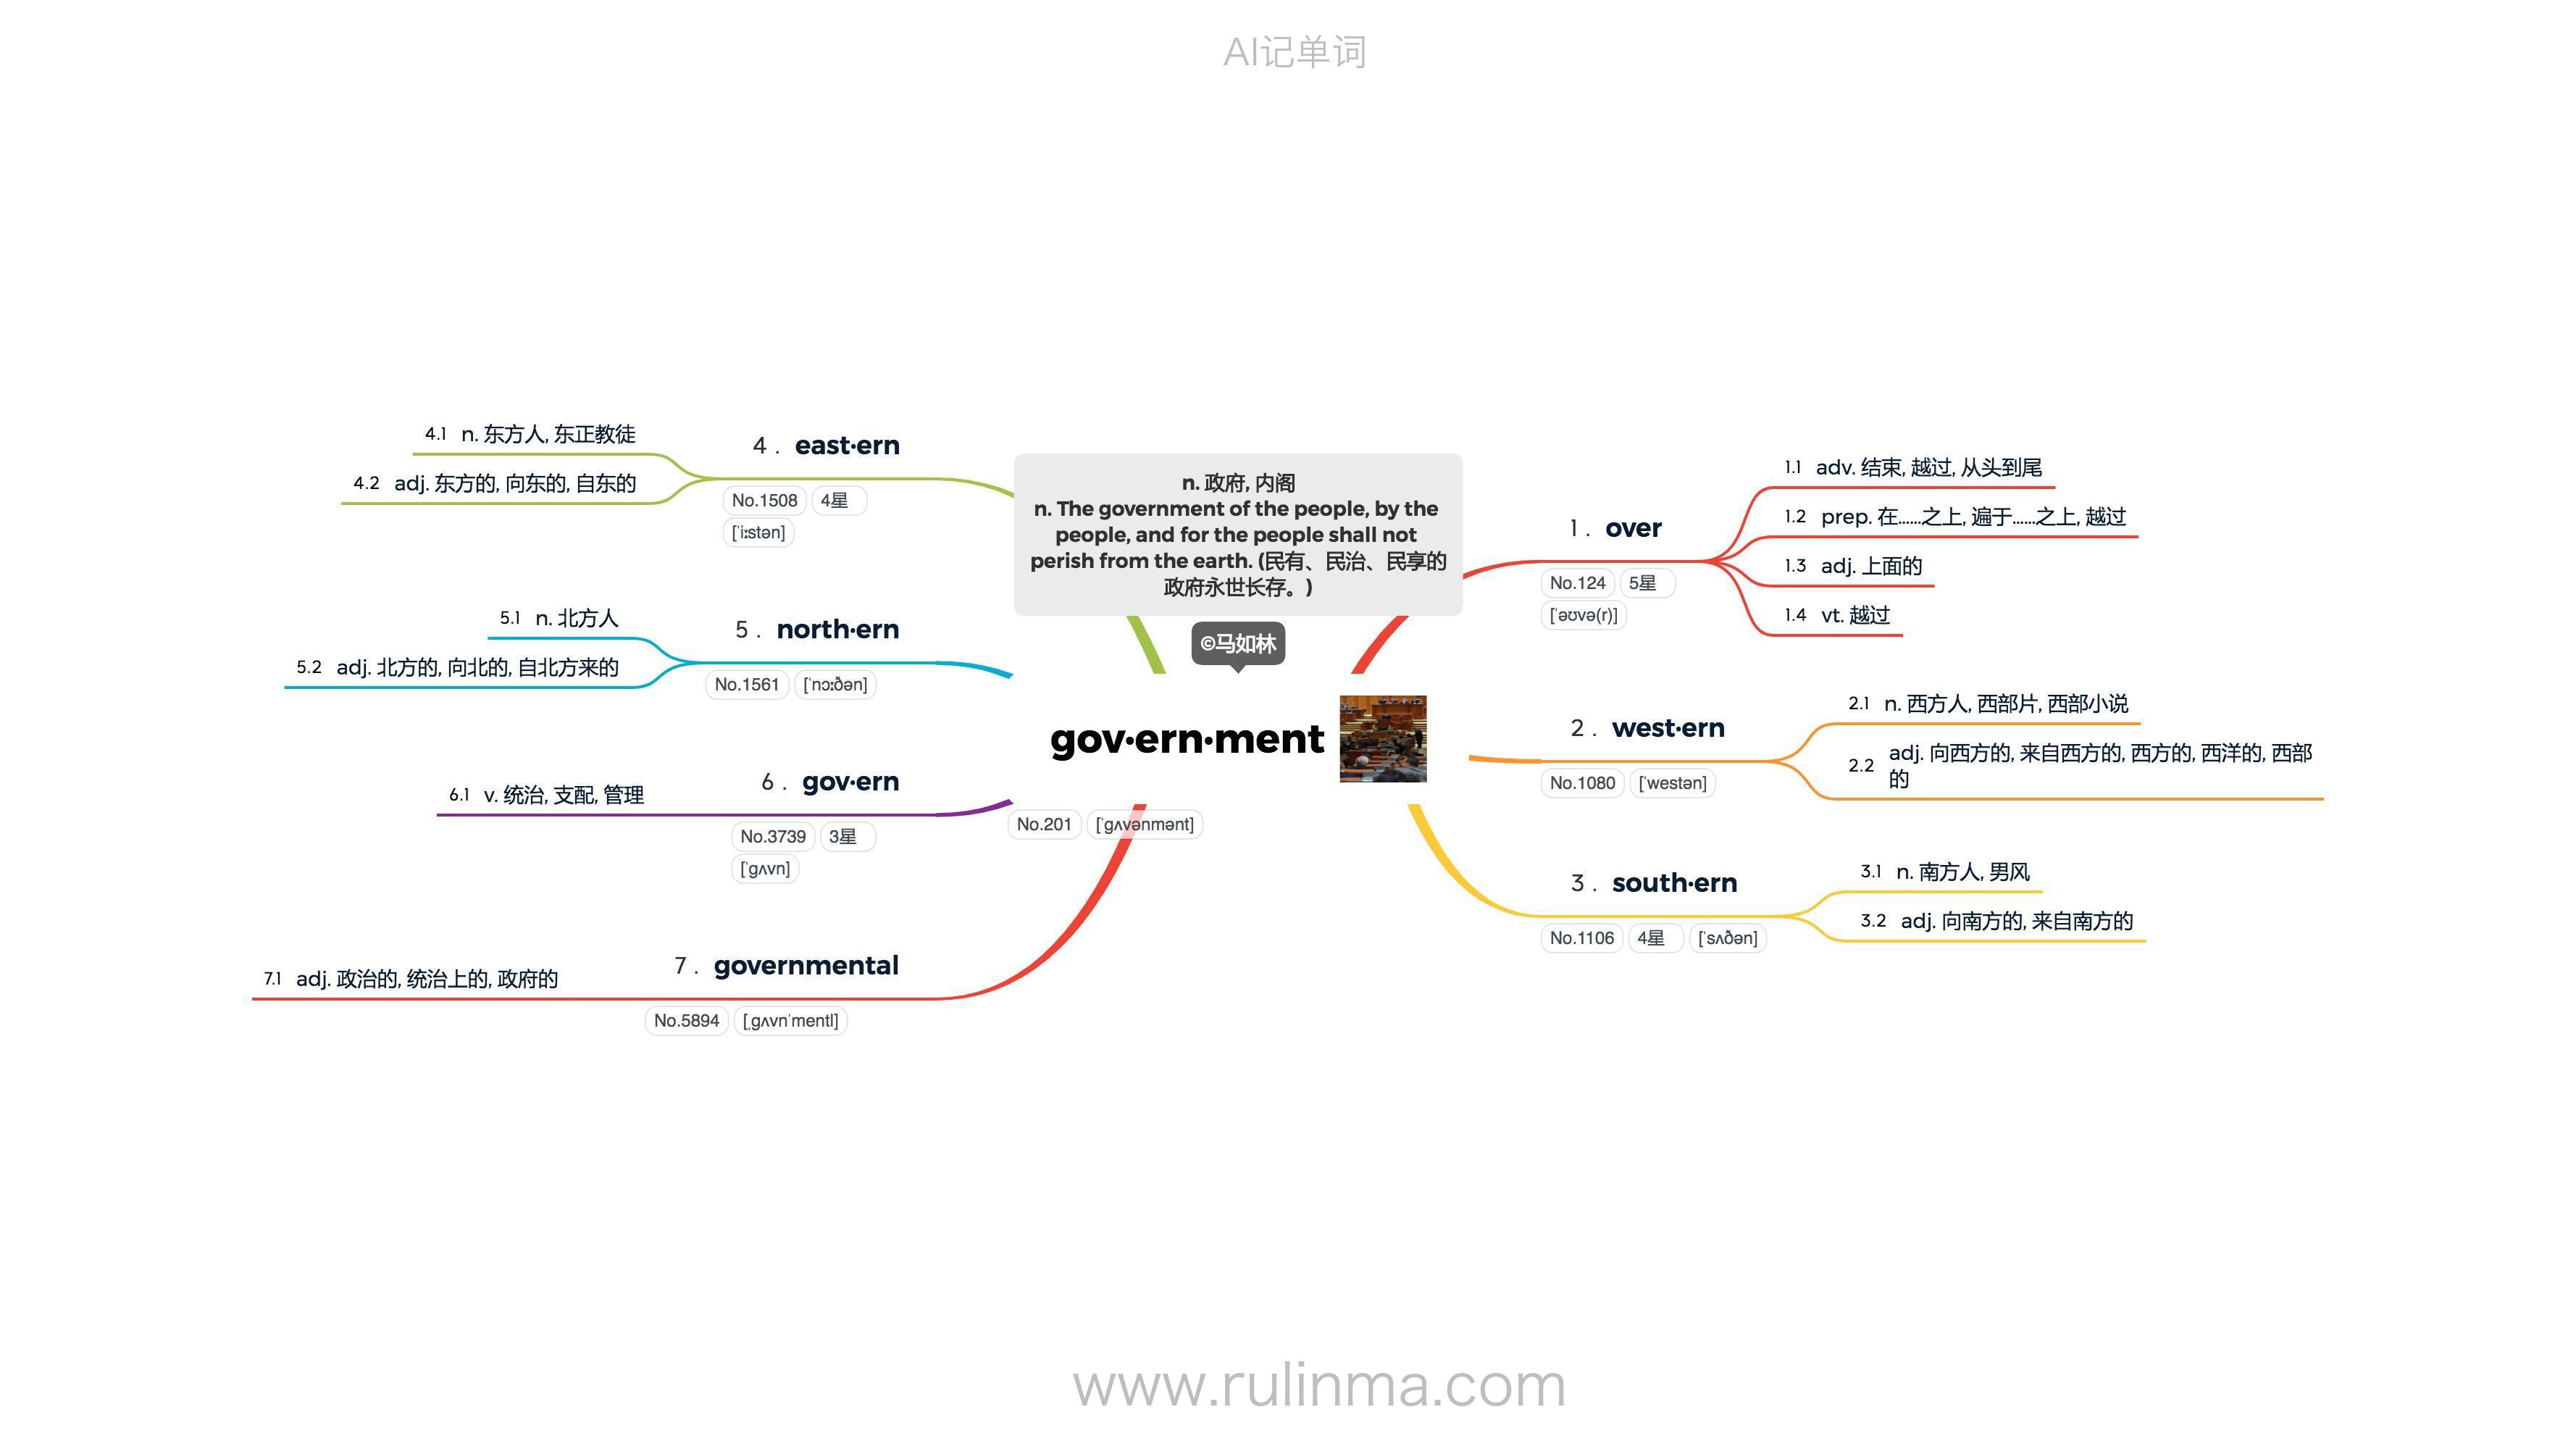 AI记单词
n. 政府, 内阁
n. The government of the people, by the
people, and for the people shall not
perish from the earth. (民有、民治、民享的
政府永世长存。)
©马如林
gov·ern·ment
No.201 [ˈgʌvənmənt]
1. over
No.124 5星
[ˈəʊvə(r)]
1.1 adv. 结束, 越过, 从头到尾
1.2 prep. 在……之上, 遍于……之上, 越过
1.3 adj. 上面的
1.4 vt. 越过
2. west·ern
No.1080 [ˈwestən]
2.1 n. 西方人, 西部片, 西部小说
2.2 adj. 向西方的, 来自西方的, 西方的, 西洋的, 西部
的
3. south·ern
No.1106 4星 [ˈsʌðən]
3.1 n. 南方人, 男风
3.2 adj. 向南方的, 来自南方的
4. east·ern
No.1508 4星
[ˈiːstən]
4.1 n. 东方人, 东正教徒
4.2 adj. 东方的, 向东的, 自东的
5. north·ern
No.1561 [ˈnɔːðən]
5.1 n. 北方人
5.2 adj. 北方的, 向北的, 自北方来的
6. gov·ern
No.3739 3星
[ˈgʌvn]
6.1 v. 统治, 支配, 管理
7. governmental
No.5894 [ˌgʌvnˈmentl]
7.1 adj. 政治的, 统治上的, 政府的
www.rulinma.com